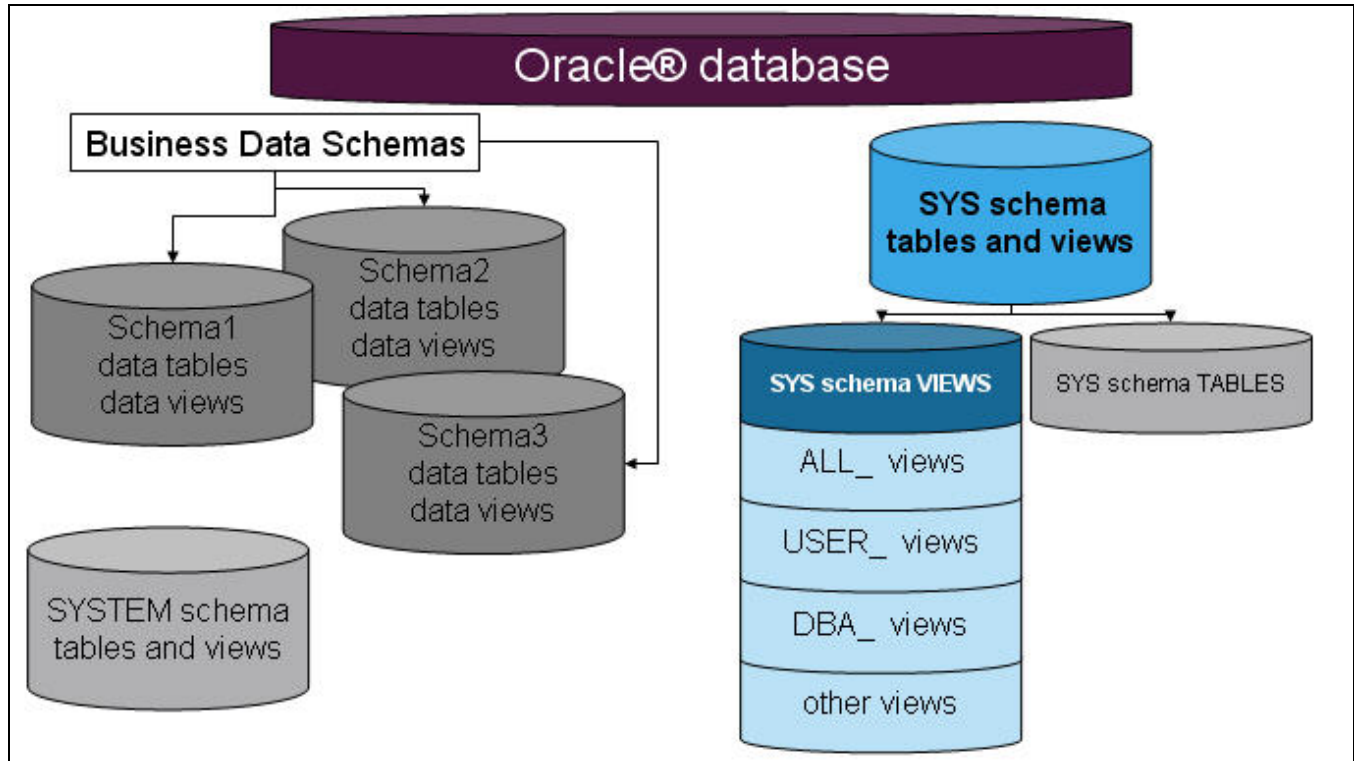 Oracle® database
Business Data Schemas
Schema1
data tables
data views
Schema2
data tables
data views
Schema3
data tables
data views
SYSTEM schema
tables and views
SYS schema
tables and views
SYS schema VIEWS
ALL_ views
USER_ views
DBA_ views
other views
SYS schema TABLES